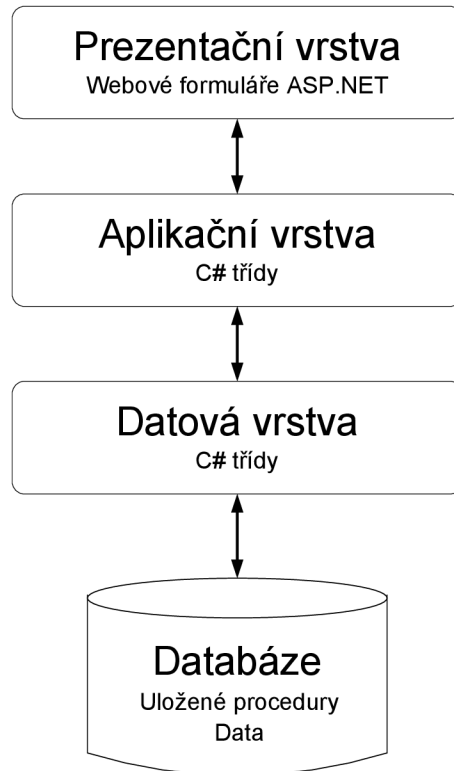 Prezentační vrstva
Webové formuláře ASP.NET
Aplikační vrstva
C# třídy
Datová vrstva
C# třídy
Databáze
Uložené procedury
Data